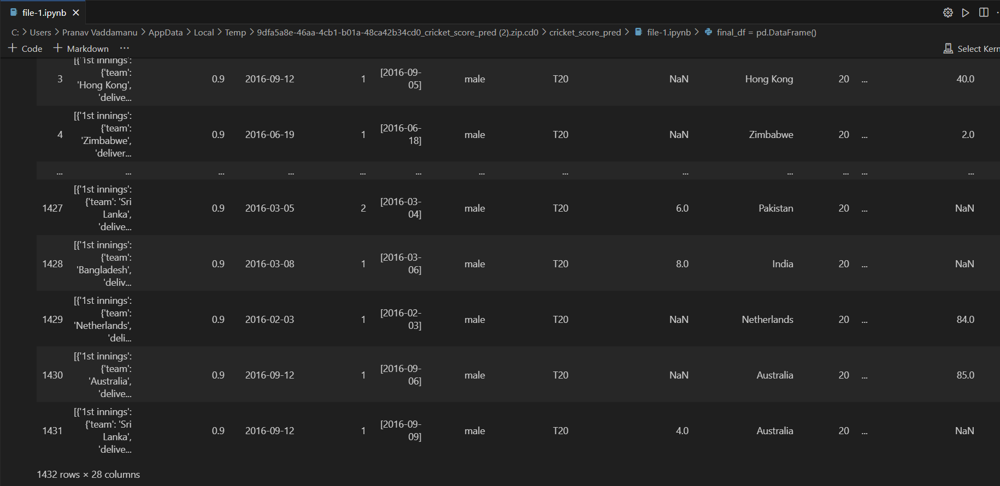 file-1.ipynb
C: > Users > Pranav Vaddamanu > AppData > Local > Temp > 9dfa5a8e-46aa-4cb1-b01a-48ca42b34cd0_cricket_score_pred (2).zip.cd0 > cricket_score_pred > file-1.ipynb > final_df = pd.DataFrame()
+ Code + Markdown ... Select Kern
[{'1st innings':
{'team':
3 0.9 2016-09-12 1 [2016-09-05] male T20 NaN Hong Kong 20 ... 40.0
'Hong Kong',
'delive...
[{'1st innings':
{'team':
4 0.9 2016-06-19 1 [2016-06-18] male T20 NaN Zimbabwe 20 ... 2.0
'Zimbabwe',
'deliver...
... ... ... ... ... ... ... ... ... ... ... ... ...
[{'1st innings':
{'team': 'Sri
1427 0.9 2016-03-05 2 [2016-03-04] male T20 6.0 Pakistan 20 ... NaN
Lanka',
'delive...
[{'1st innings':
{'team':
1428 0.9 2016-03-08 1 [2016-03-06] male T20 8.0 India 20 ... NaN
'Bangladesh',
'deliv...
[{'1st innings':
{'team':
1429 0.9 2016-02-03 1 [2016-02-03] male T20 NaN Netherlands 20 ... 84.0
'Netherlands',
'deli...
[{'1st innings':
{'team':
1430 0.9 2016-09-12 1 [2016-09-06] male T20 NaN Australia 20 ... 85.0
'Australia',
'delive...
[{'1st innings':
{'team': 'Sri
1431 0.9 2016-09-12 1 [2016-09-09] male T20 4.0 Australia 20 ... NaN
Lanka',
'delive...
1432 rows × 28 columns